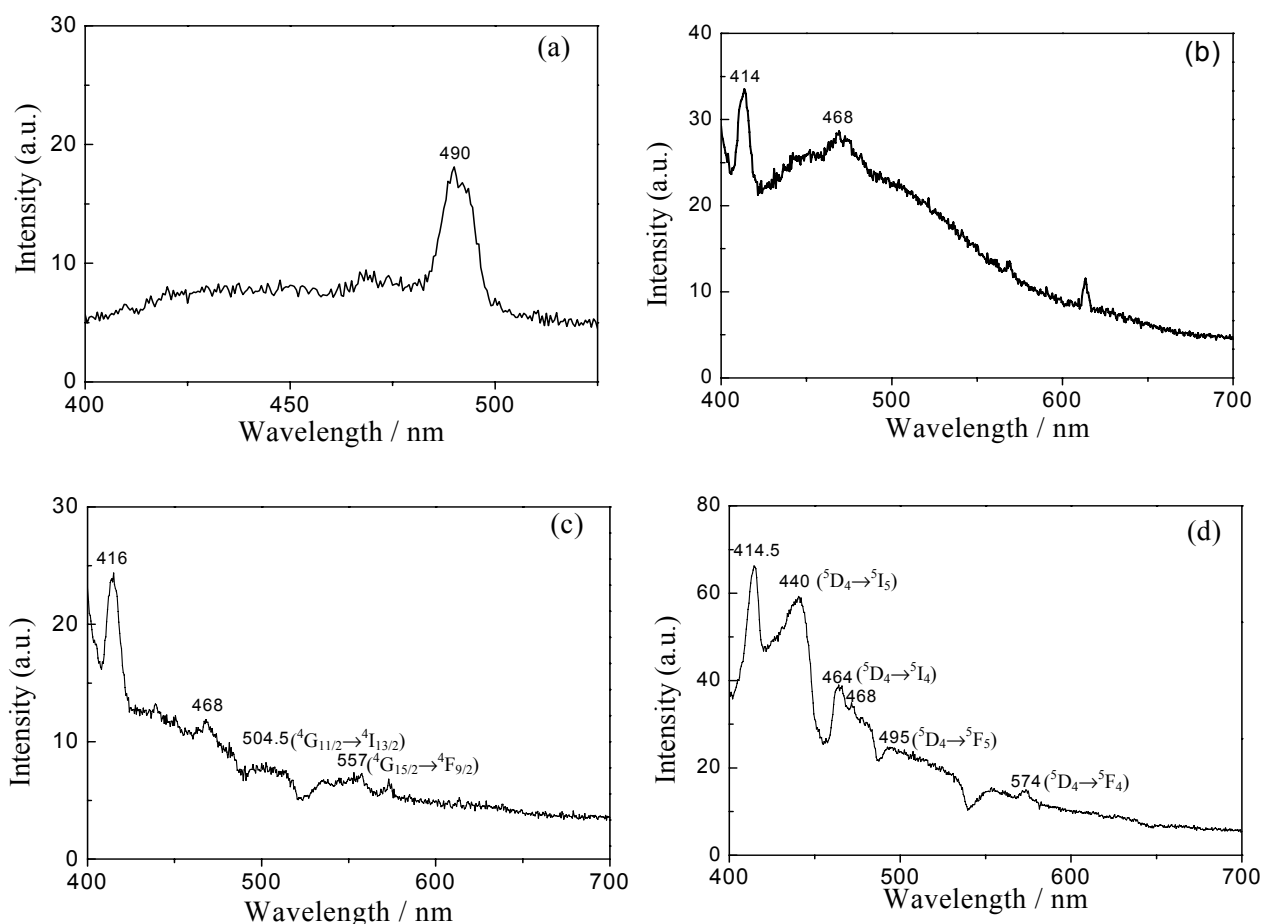 (a)
490
Intensity (a.u.)
30
20
10
0
400
450
500
Wavelength / nm
(b)
414
468
Intensity (a.u.)
40
30
20
10
0
400
500
600
700
Wavelength / nm
(c)
416
468
504.5(⁴G₁₁/₂→⁴I₁₃/₂)
557(⁴G₁₅/₂→⁴F₉/₂)
Intensity (a.u.)
30
20
10
0
400
500
600
700
Wavelength / nm
(d)
414.5
440 (⁵D₄→⁵I₅)
464 (⁵D₄→⁵I₄)
468
495 (⁵D₄→⁵F₅)
574 (⁵D₄→⁵F₄)
Intensity (a.u.)
80
60
40
20
0
400
500
600
700
Wavelength / nm